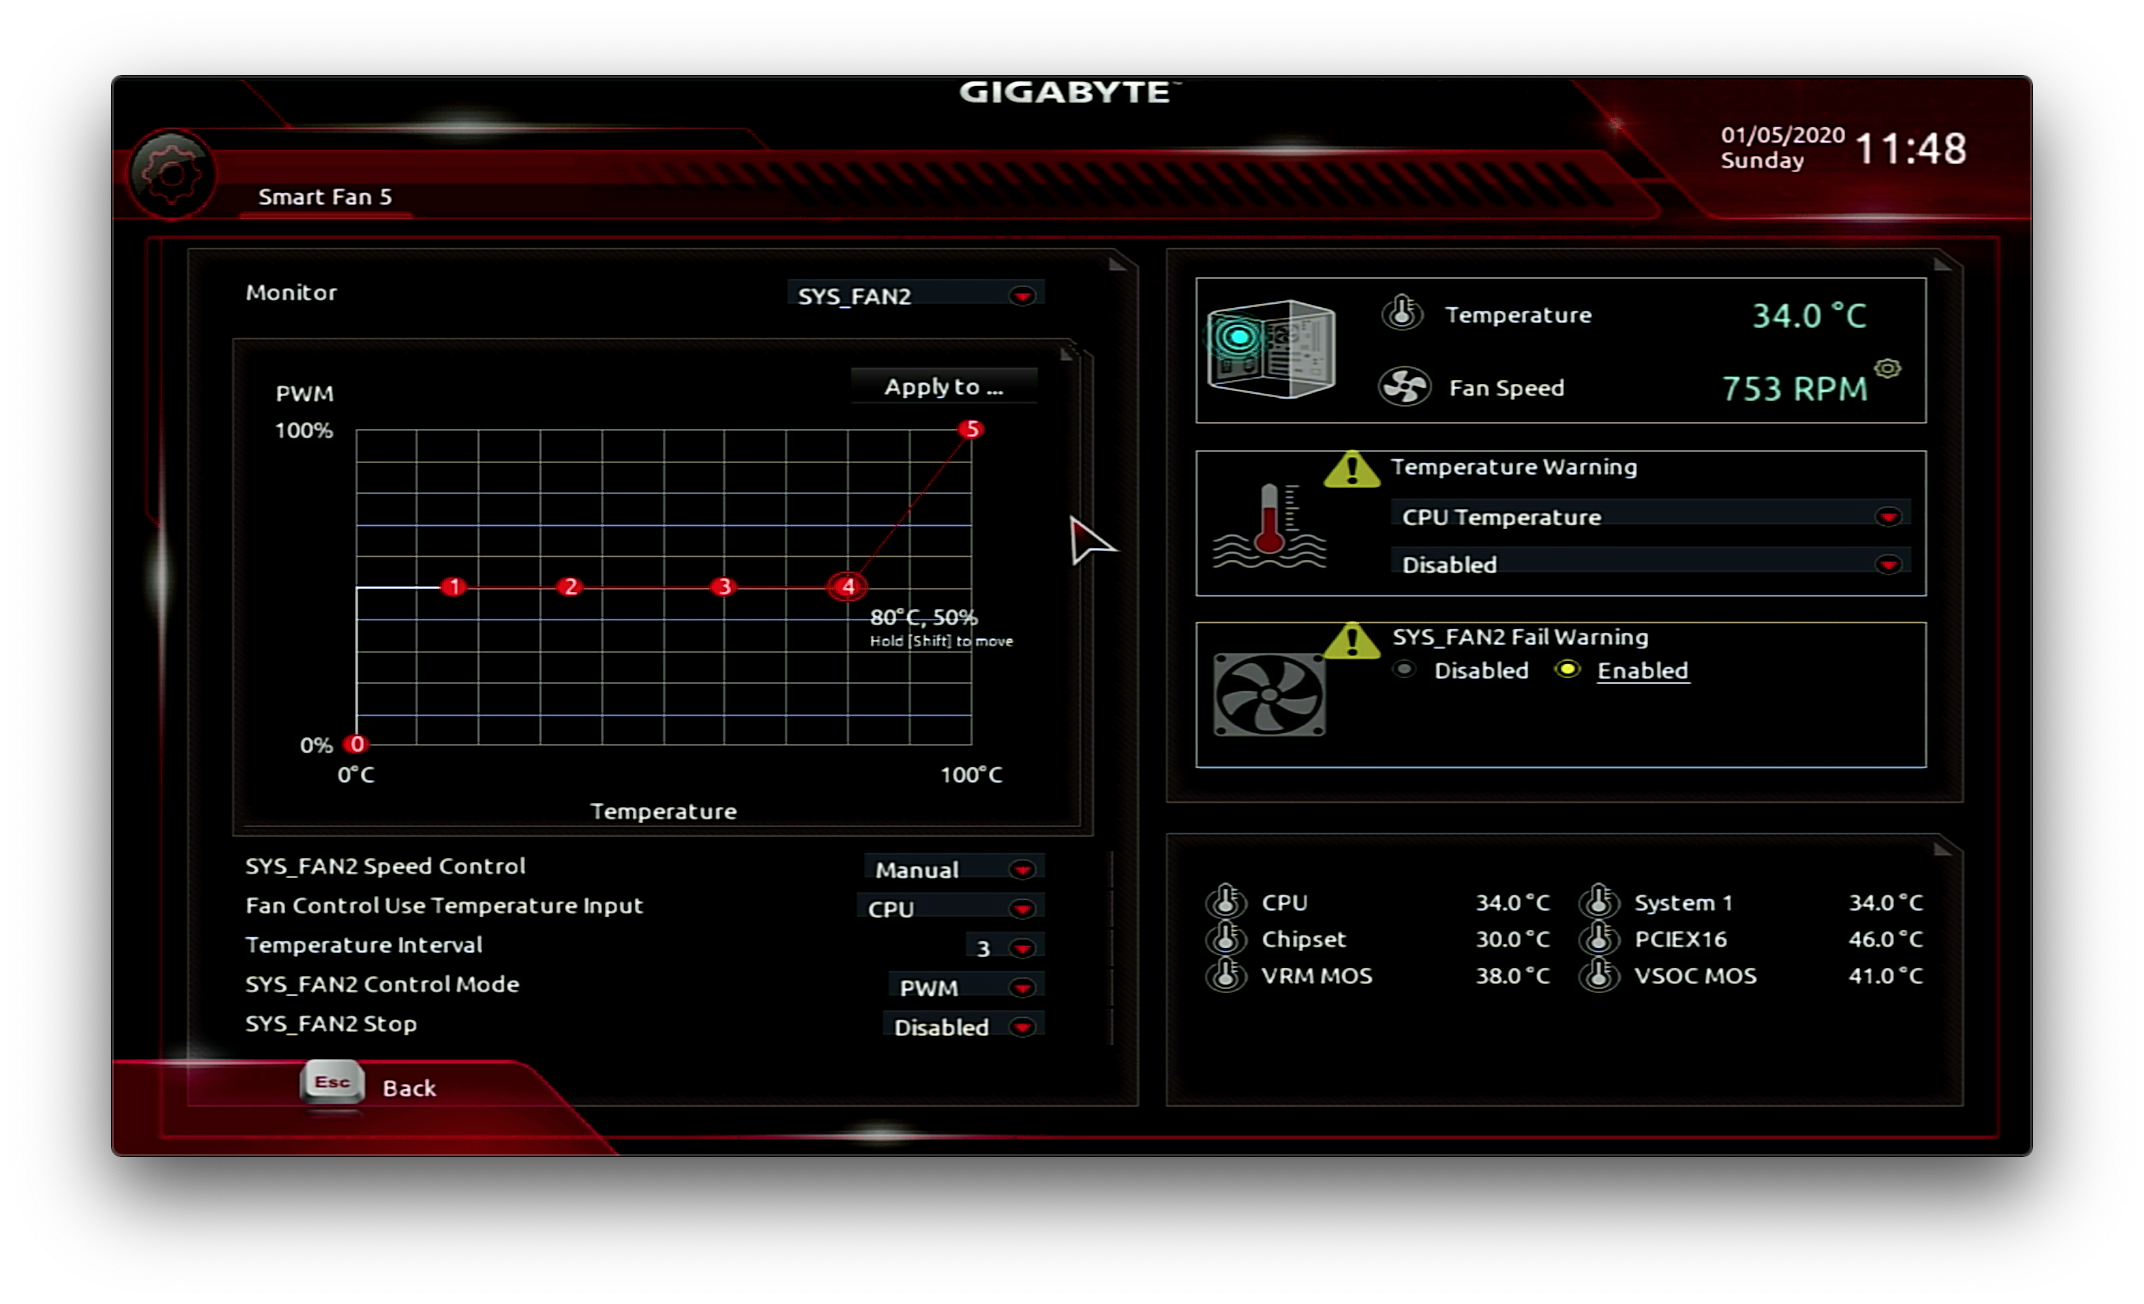 GIGABYTE™
01/05/2020
Sunday
11:48
Smart Fan 5
Monitor
SYS_FAN2
PWM
Apply to ...
100%
5
1
2
3
4
80°C, 50%
Hold [Shift] to move
0%
0
0°C
100°C
Temperature
SYS_FAN2 Speed Control
Manual
Fan Control Use Temperature Input
CPU
Temperature Interval
3
SYS_FAN2 Control Mode
PWM
SYS_FAN2 Stop
Disabled
Esc
Back
Temperature
34.0 °C
Fan Speed
753 RPM
Temperature Warning
CPU Temperature
Disabled
SYS_FAN2 Fail Warning
Disabled
Enabled
CPU 34.0 °C System 1 34.0 °C
Chipset 30.0 °C PCIEX16 46.0 °C
VRM MOS 38.0 °C VSOC MOS 41.0 °C